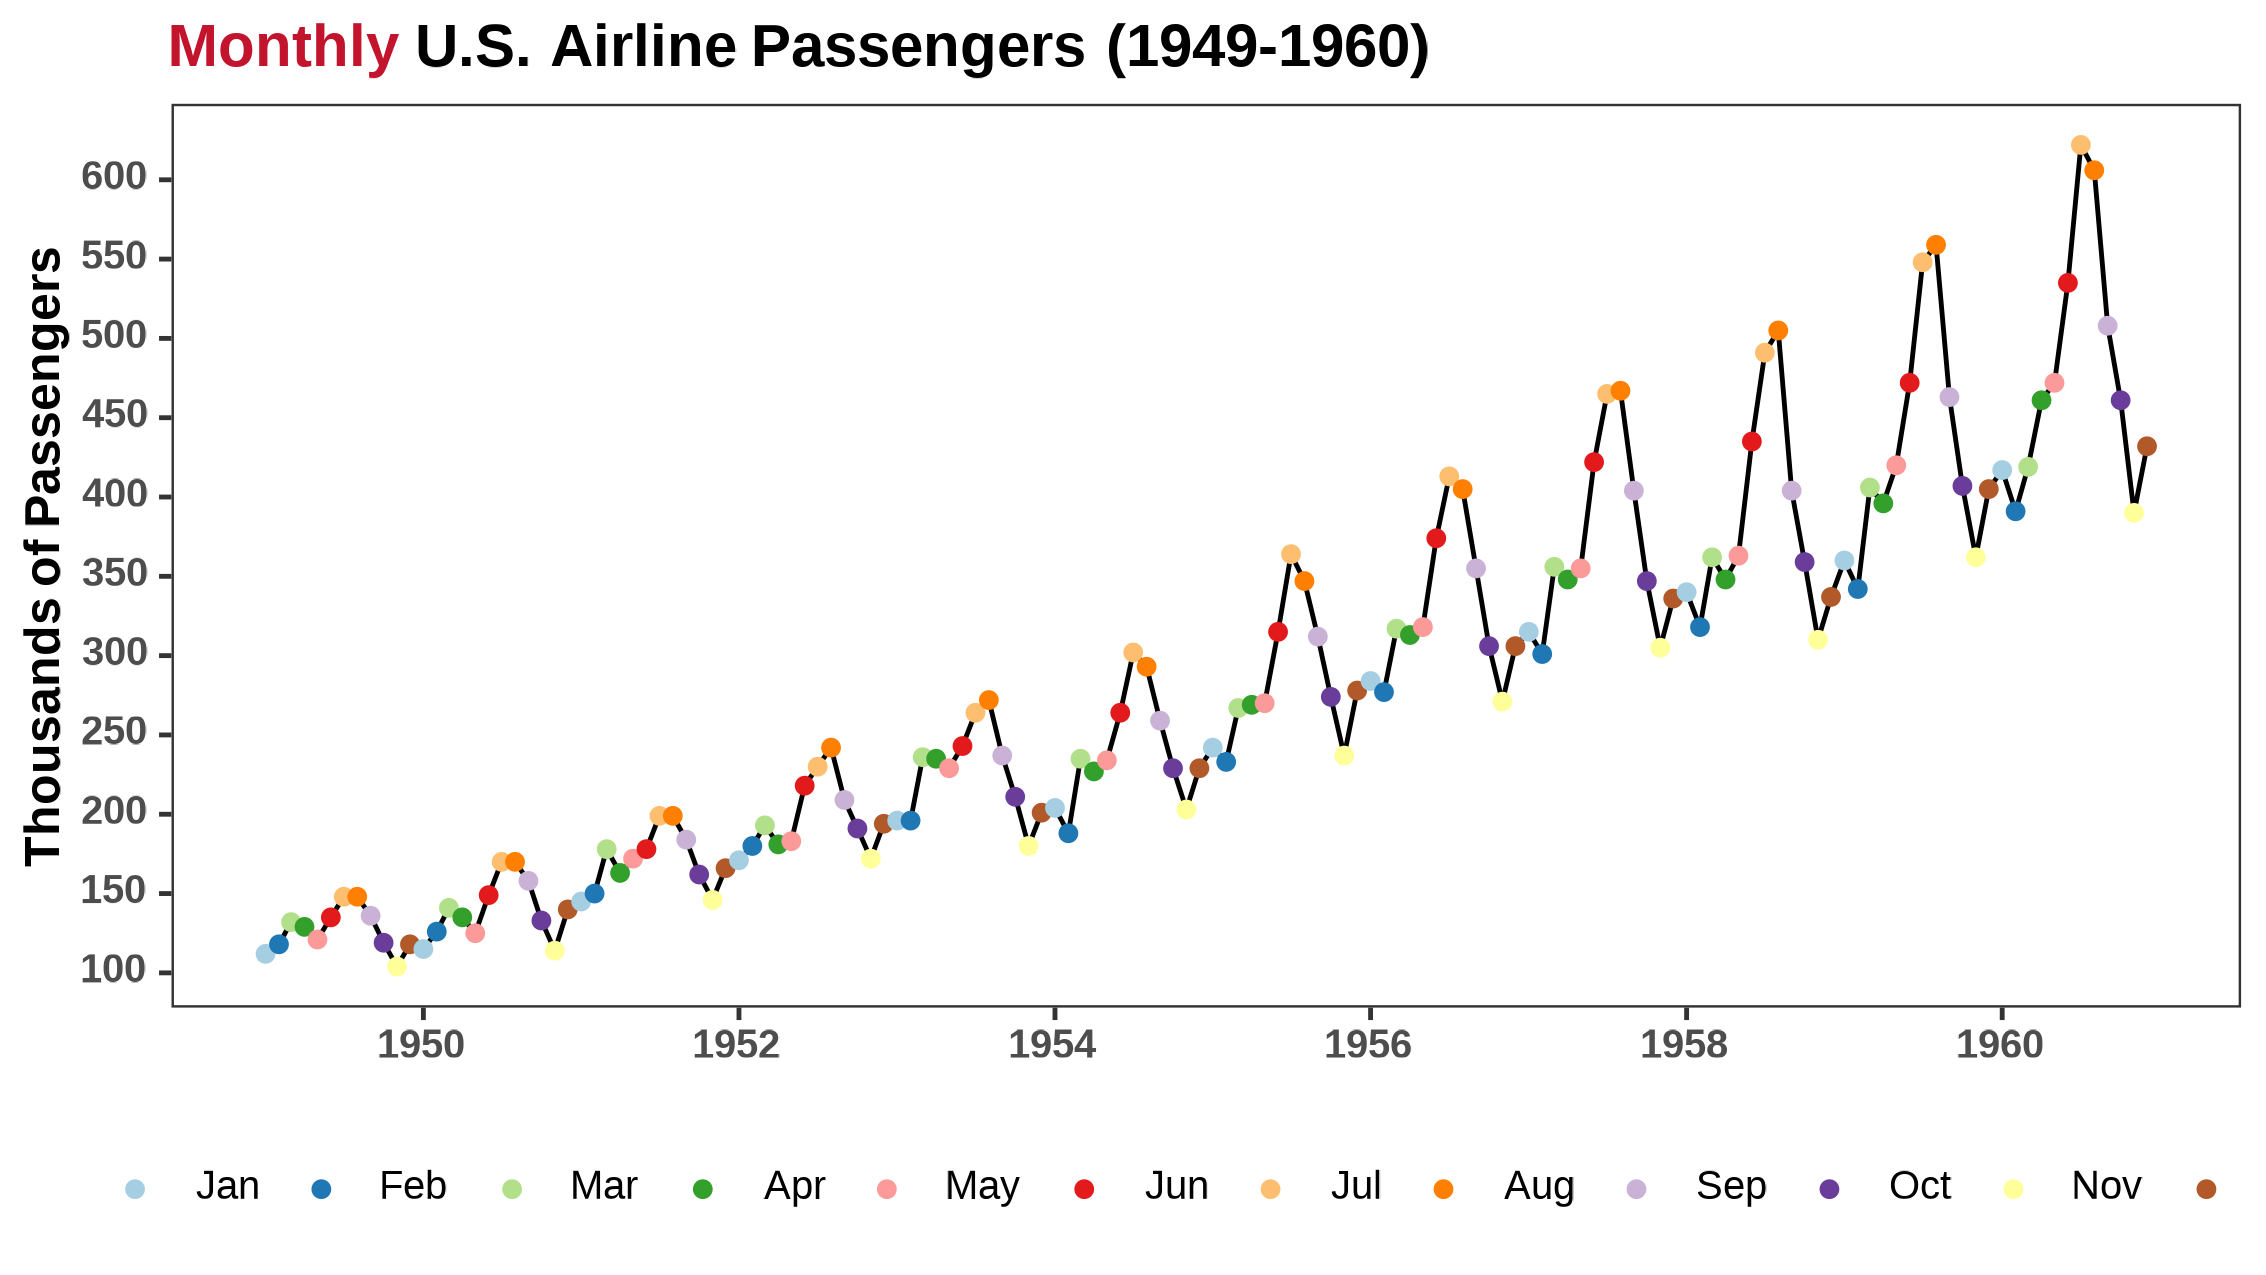 Monthly U.S. Airline Passengers (1949-1960)
Thousands of Passengers
600
550
500
450
400
350
300
250
200
150
100
1950 1952 1954 1956 1958 1960
Jan Feb Mar Apr May Jun Jul Aug Sep Oct Nov